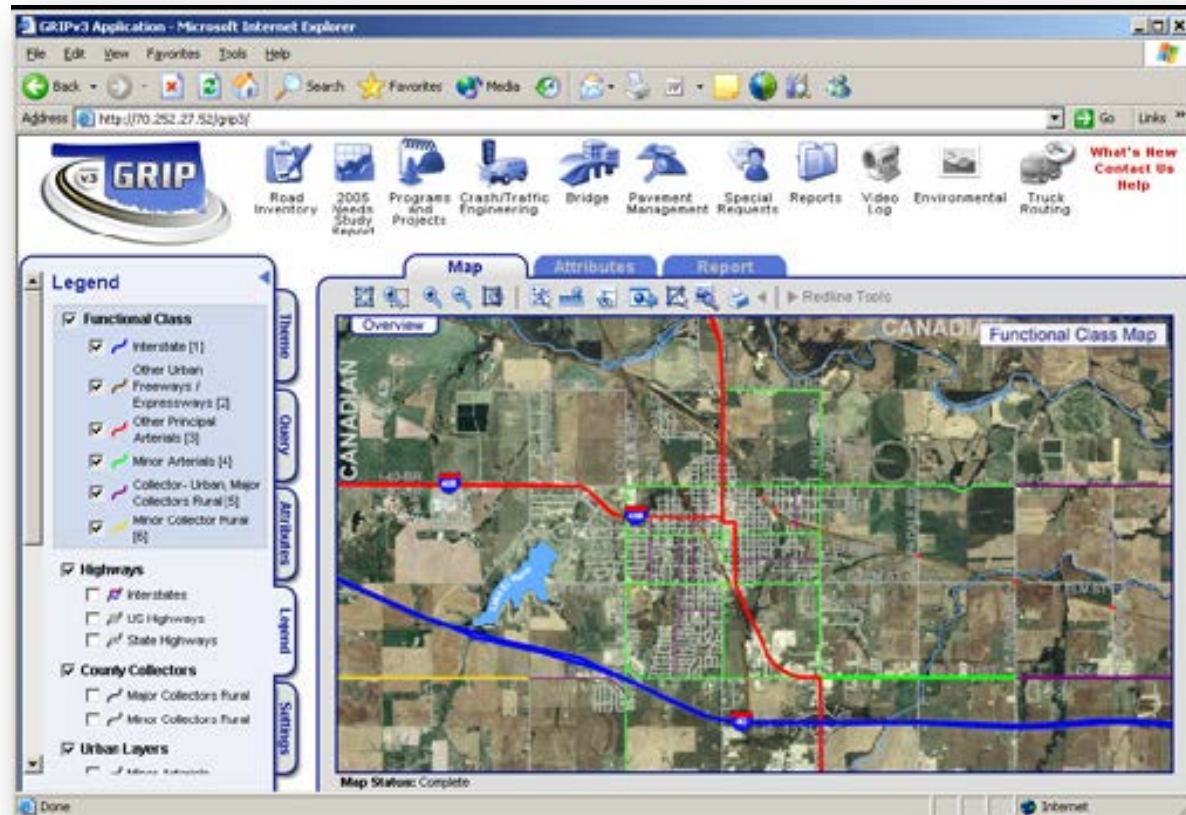 GRIPv3 Application - Microsoft Internet Explorer
File Edit View Favorites Tools Help
Back Search Favorites Media
Address http://70.252.27.52/grip3/ Go Links
v3 GRIP
Road Inventory
2005 Needs Study Report
Programs and Projects
Crash/Traffic Engineering
Bridge
Pavement Management
Special Requests
Reports
Video Log
Environmental
Truck Routing
What's New
Contact Us
Help
Map Attributes Report
Redline Tools
Legend
Functional Class
Interstate [1]
Other Urban
Freeways /
Expressways [2]
Other Principal
Arterials [3]
Minor Arterials [4]
Collector- Urban, Major
Collectors Rural [5]
Minor Collector Rural
[6]
Highways
Interstates
US Highways
State Highways
County Collectors
Major Collectors Rural
Minor Collectors Rural
Urban Layers
Minor Arterials
Theme
Query
Attributes
Legend
Settings
Overview
CANADIAN
Functional Class Map
CANADIAN
I-40-BR
Map Status: Complete
Done Internet